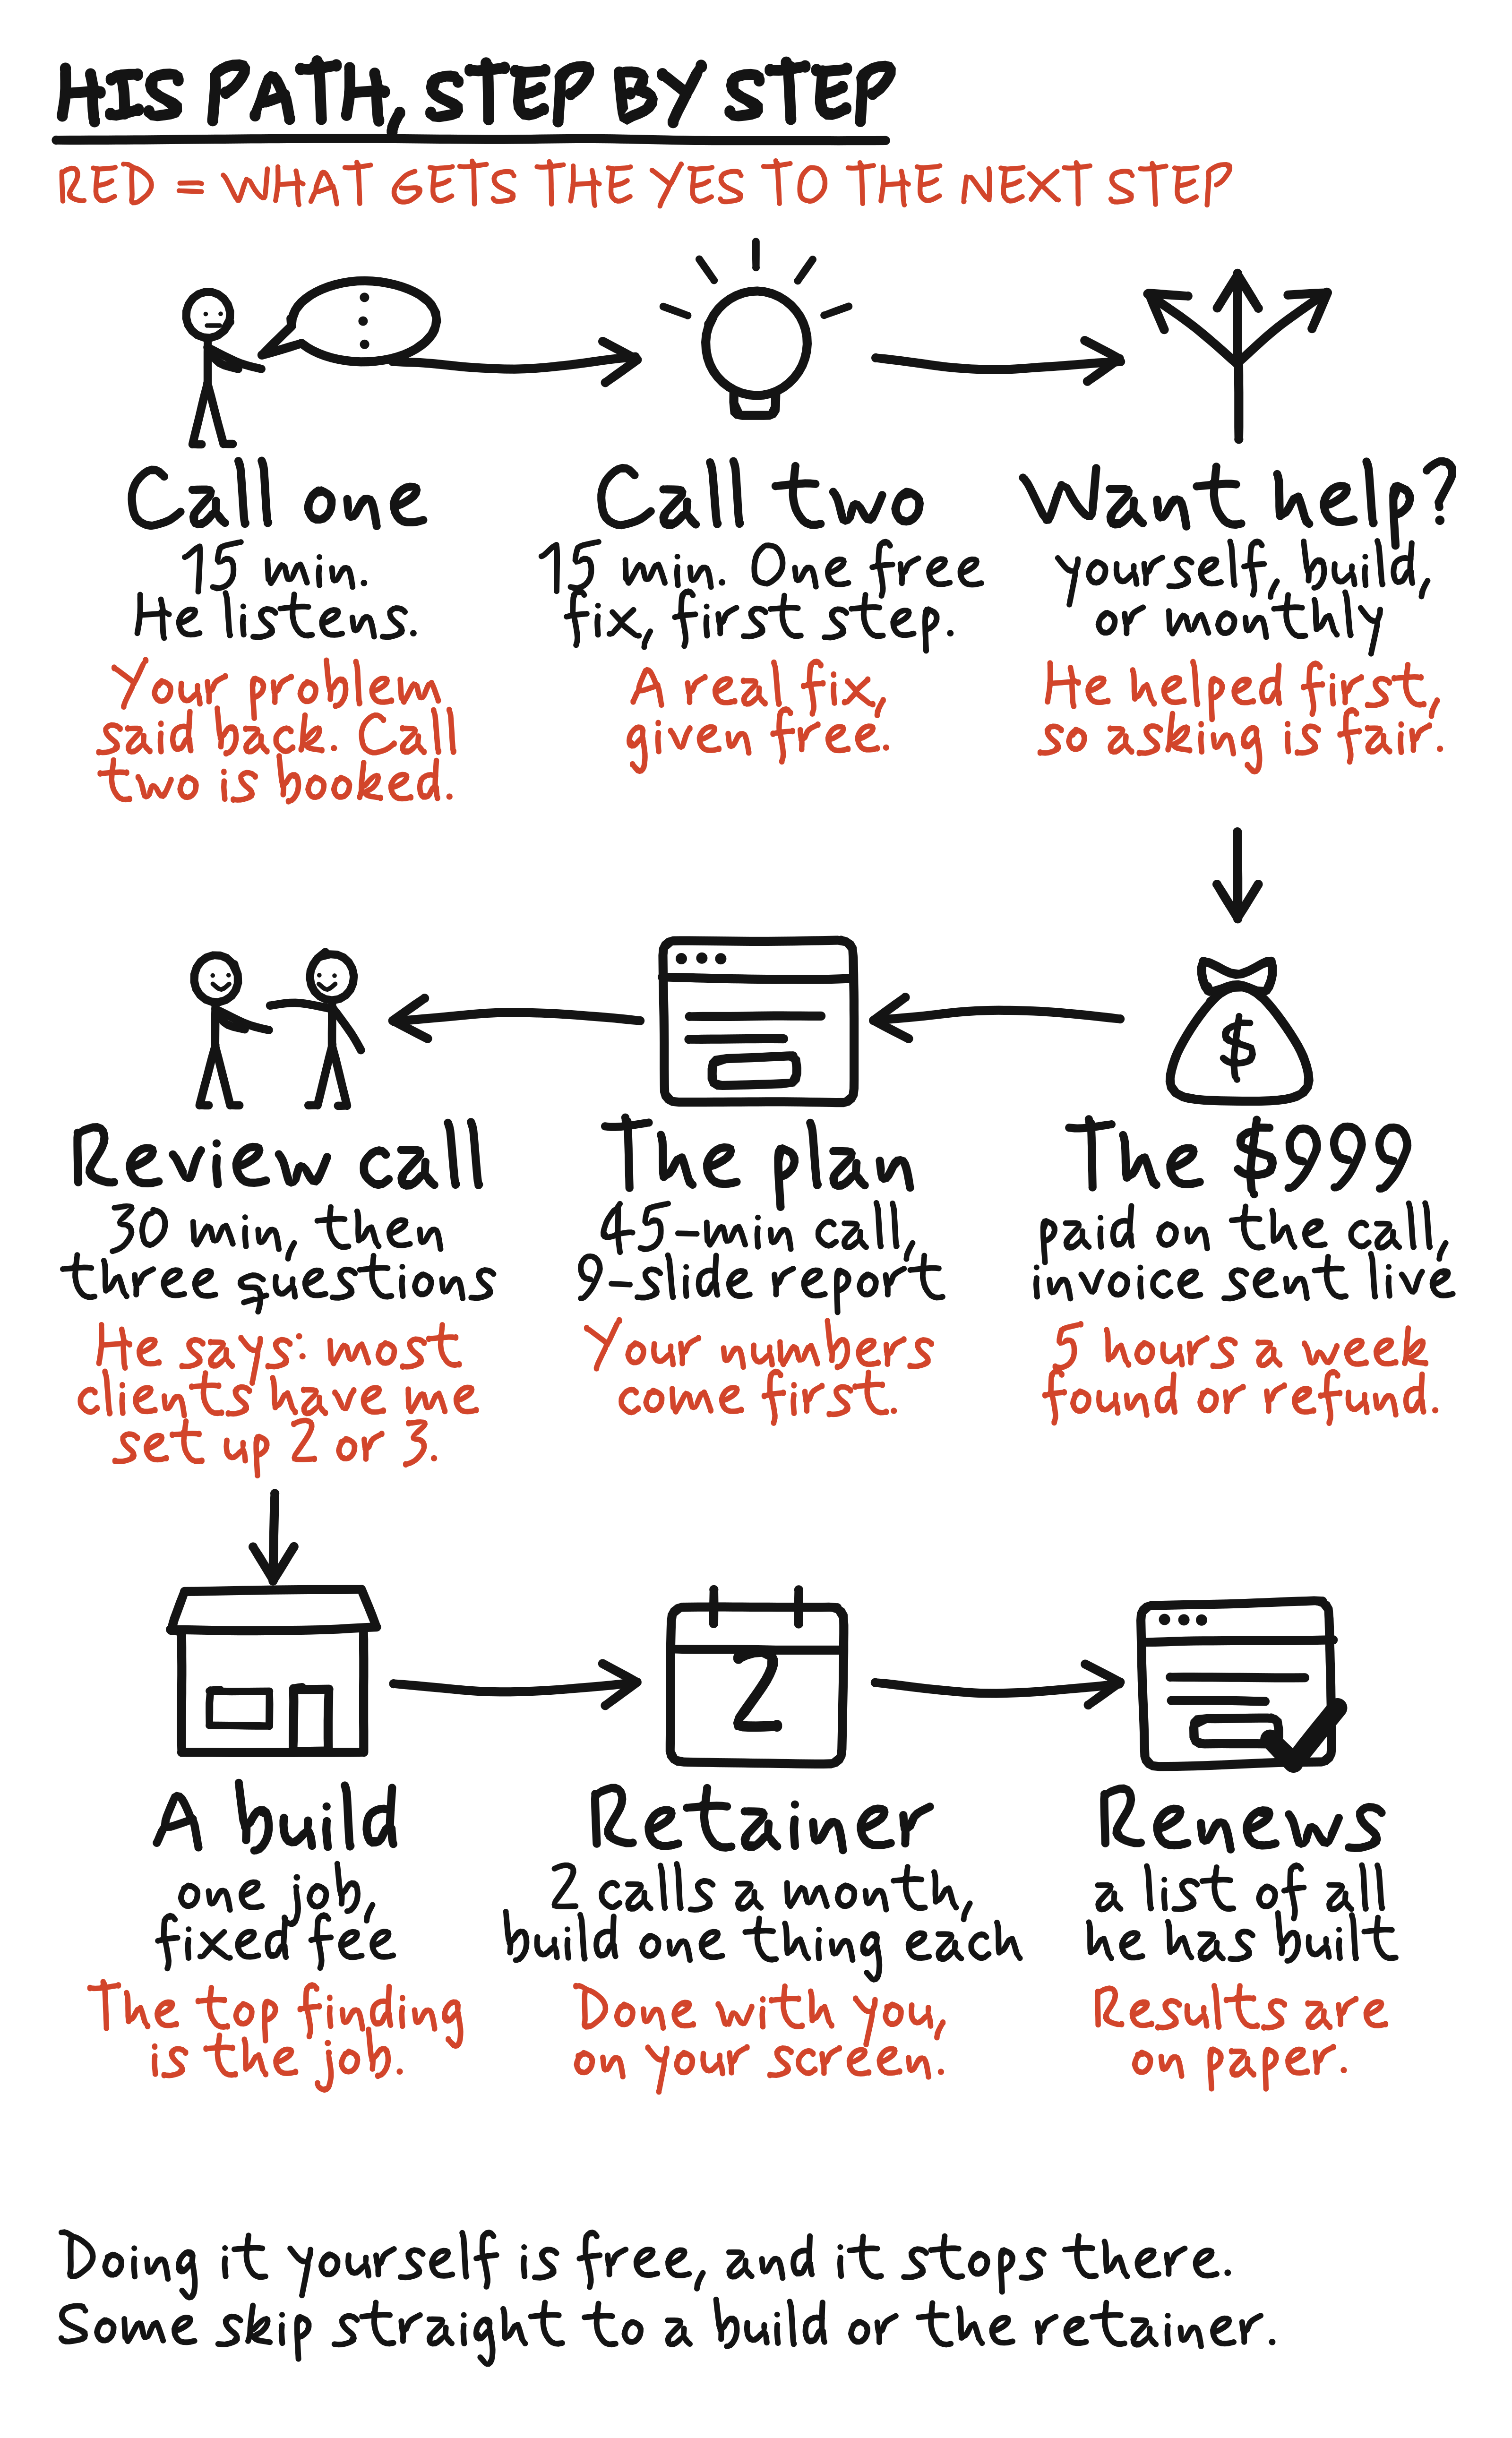 HIS PATH, STEP BY STEP
RED = WHAT GETS THE YES TO THE NEXT STEP
Call one
15 min.
He listens.
Your problem
said back. Call
two is booked.
Call two
15 min. One free
fix, first step.
A real fix,
given free.
Want help?
yourself, build,
or monthly
He helped first,
so asking is fair.
$
The $999
paid on the call,
invoice sent live
5 hours a week
found or refund.
The plan
45-min call,
9-slide report
Your numbers
come first.
Review call
30 min, then
three questions
He says: most
clients have me
set up 2 or 3.
A build
one job,
fixed fee
The top finding
is the job.
2
Retainer
2 calls a month,
build one thing each
Done with you,
on your screen.
Renews
a list of all
he has built
Results are
on paper.
Doing it yourself is free, and it stops there.
Some skip straight to a build or the retainer.